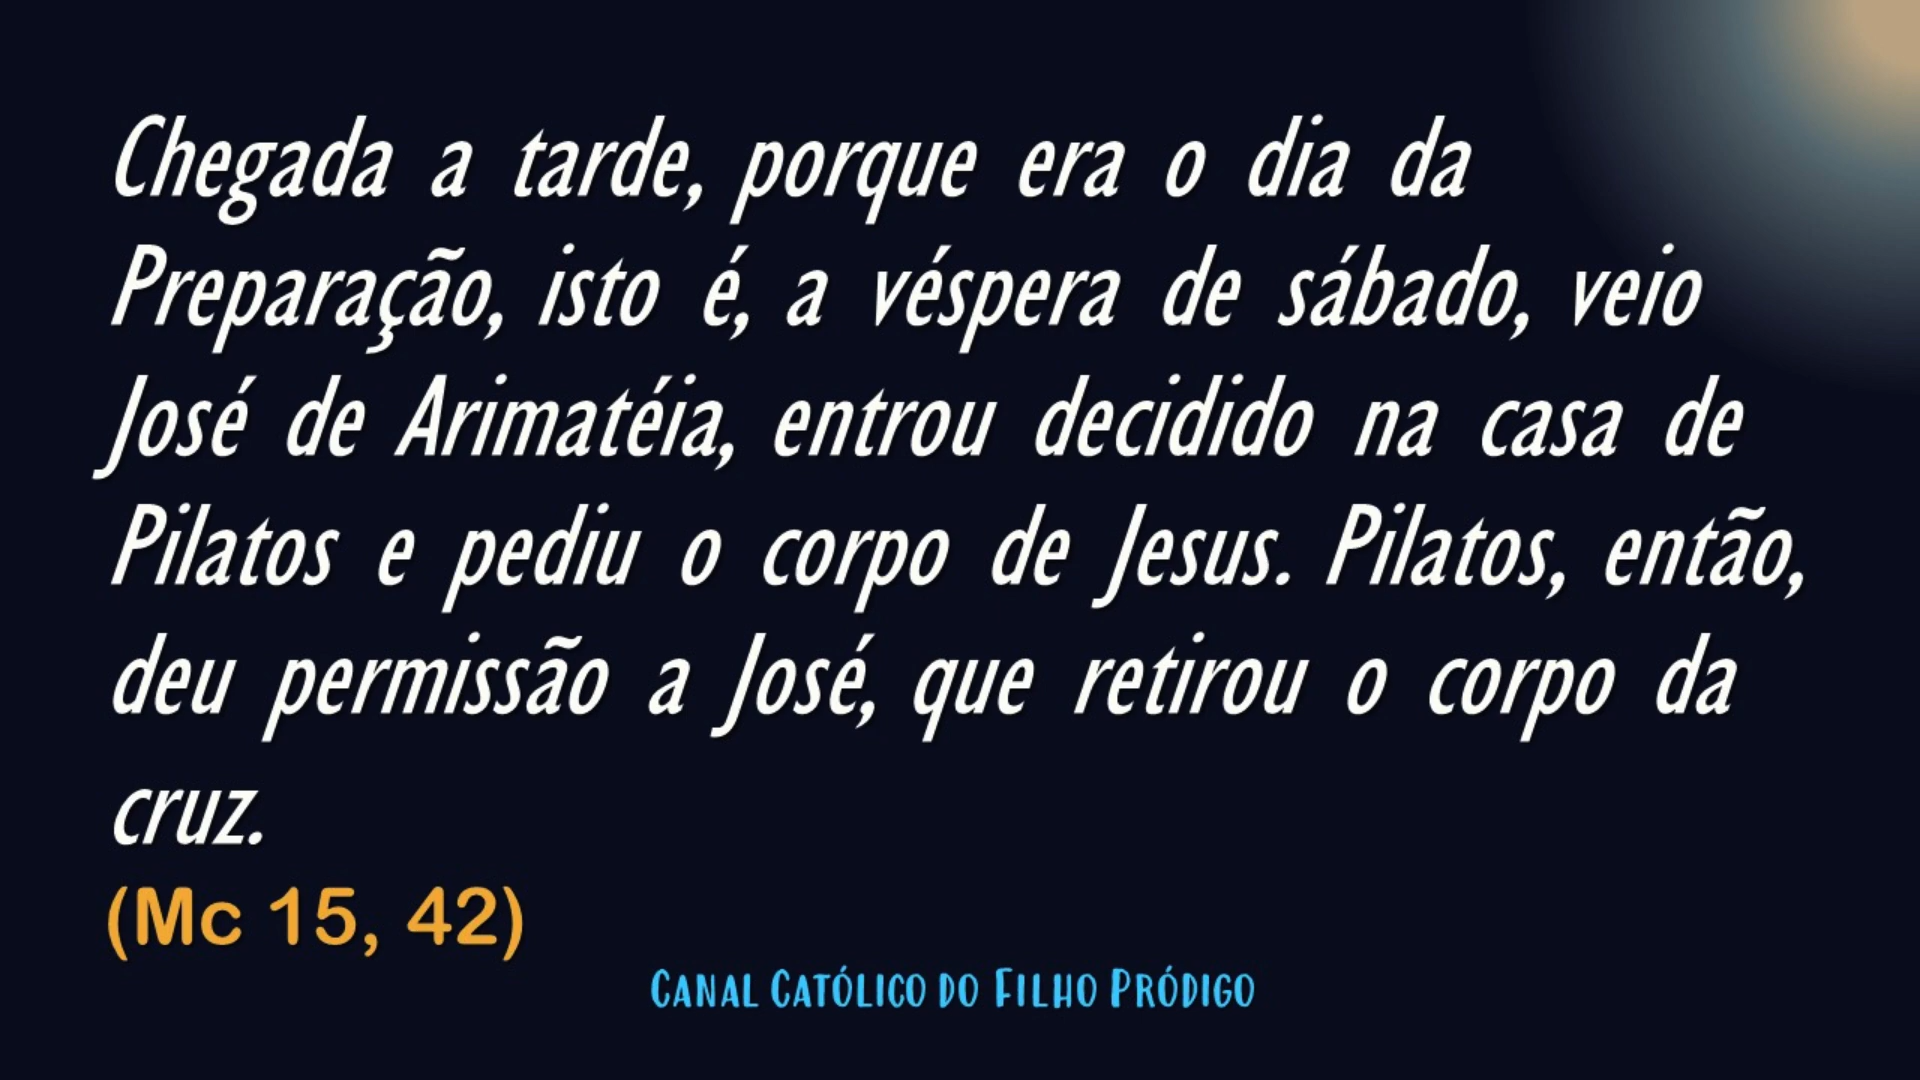 Chegada a tarde, porque era o dia da
Preparação, isto é, a véspera de sábado, veio
José de Arimatéia, entrou decidido na casa de
Pilatos e pediu o corpo de Jesus. Pilatos, então,
deu permissão a José, que retirou o corpo da
cruz.
(Mc 15, 42)
CANAL CATÓLICO DO FILHO PRÓDIGO